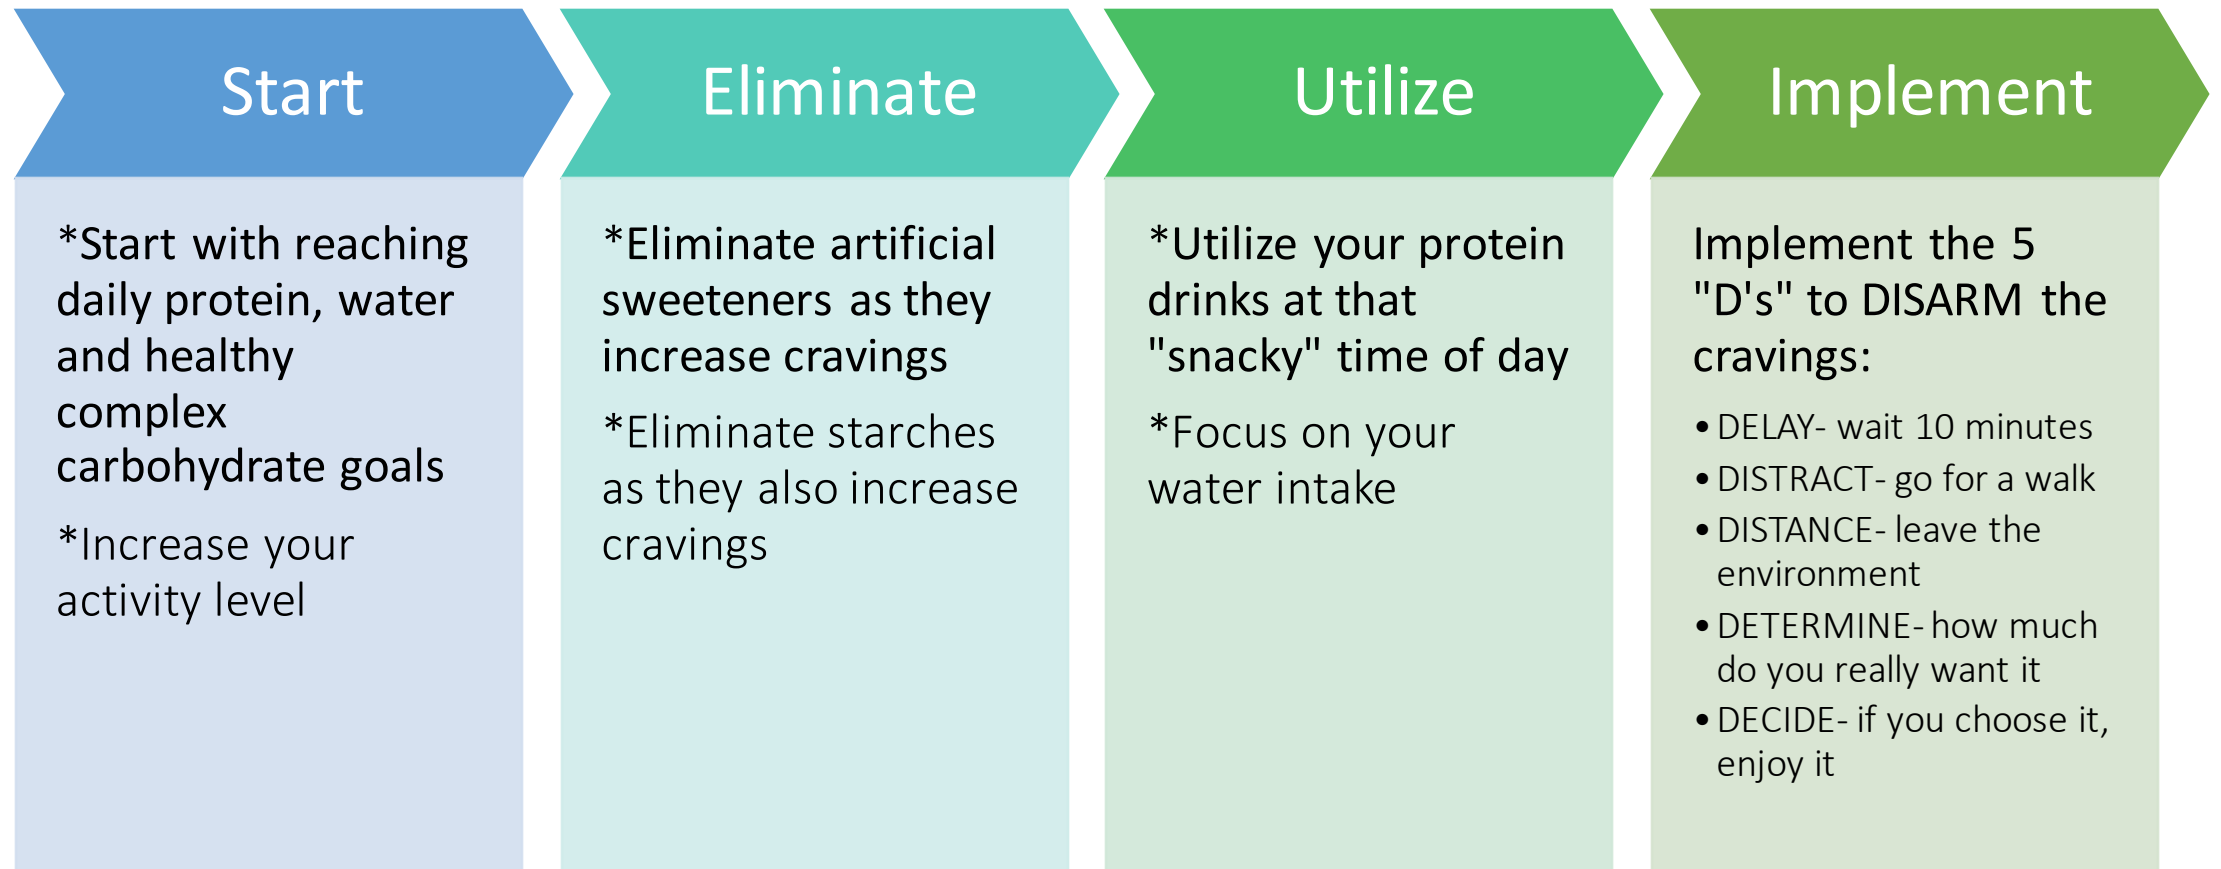 Start
*Start with reaching
daily protein, water
and healthy
complex
carbohydrate goals
*Increase your
activity level
Eliminate
*Eliminate artificial
sweeteners as they
increase cravings
*Eliminate starches
as they also increase
cravings
Utilize
*Utilize your protein
drinks at that
"snacky" time of day
*Focus on your
water intake
Implement
Implement the 5
"D's" to DISARM the
cravings:
•DELAY- wait 10 minutes
•DISTRACT- go for a walk
•DISTANCE- leave the
environment
•DETERMINE- how much
do you really want it
•DECIDE- if you choose it,
enjoy it